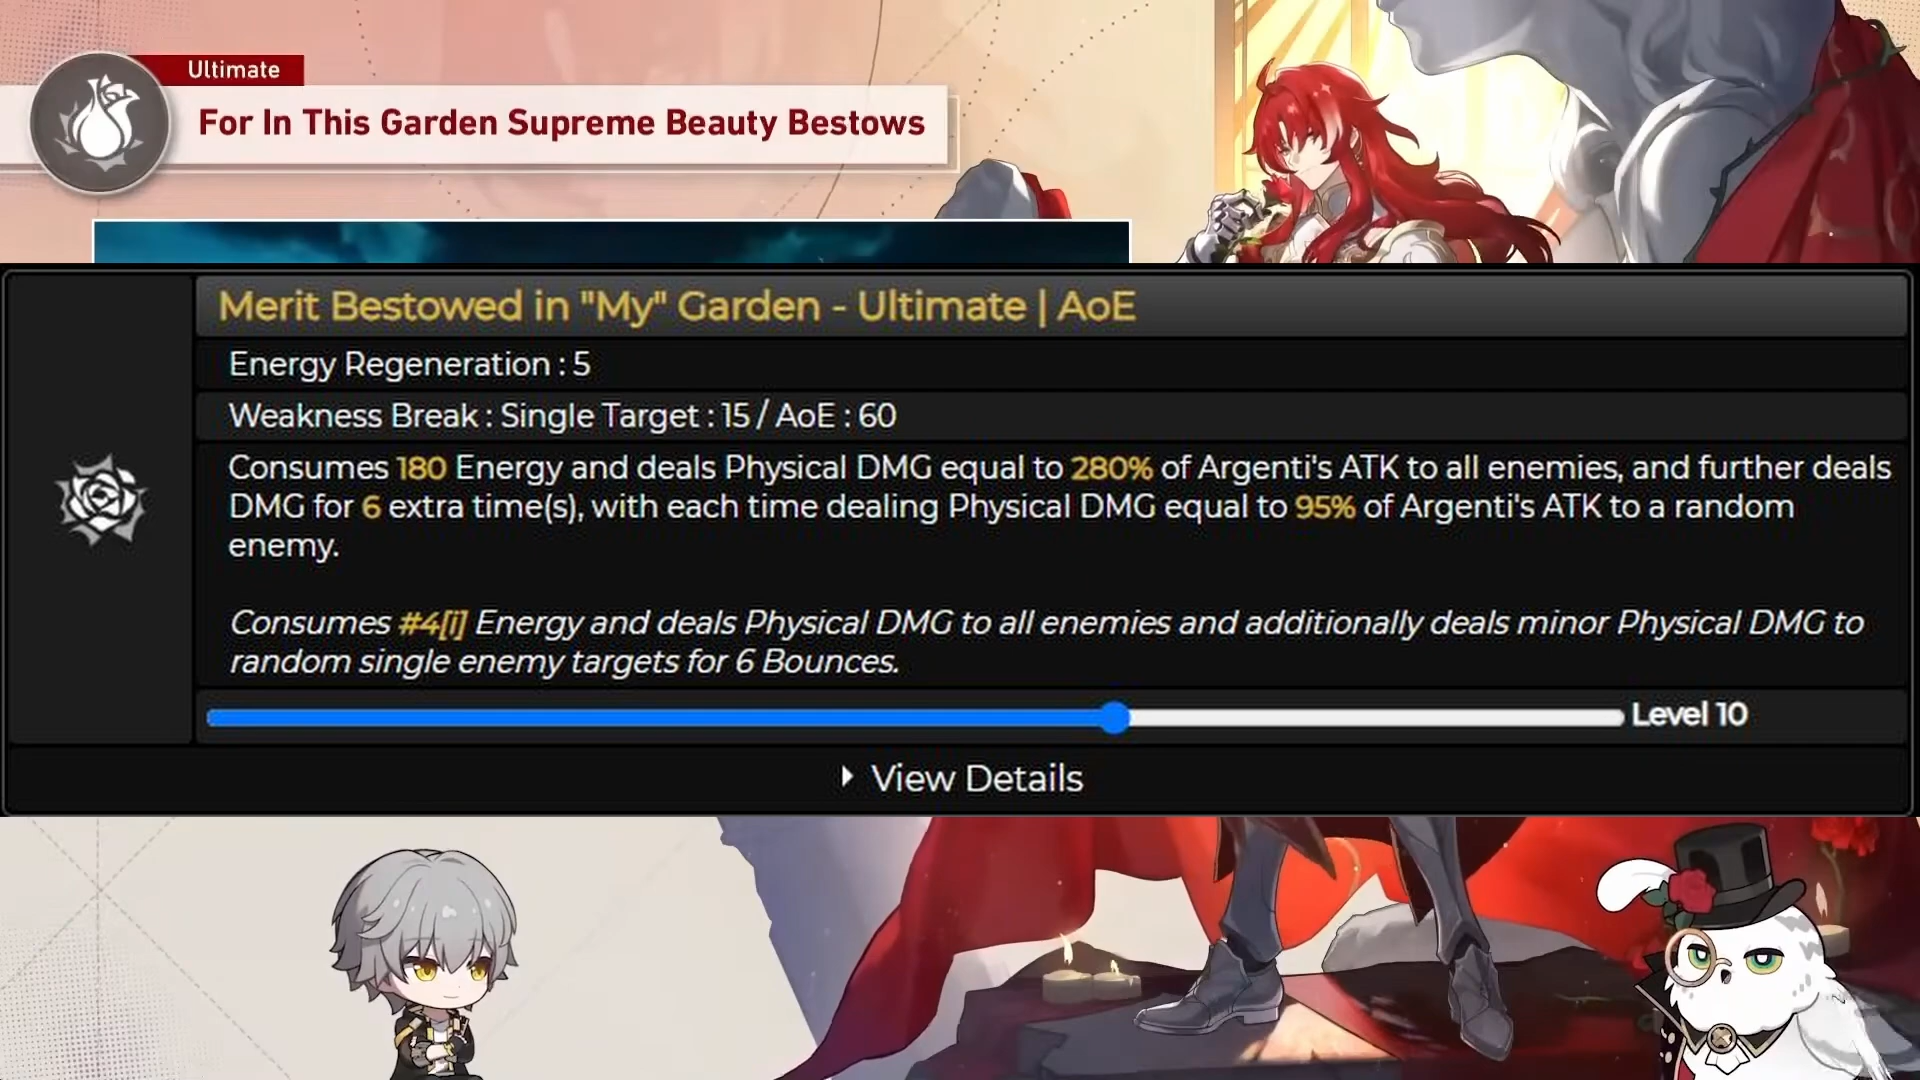 Ultimate
For In This Garden Supreme Beauty Bestows
Merit Bestowed in "My" Garden - Ultimate | AoE
Energy Regeneration : 5
Weakness Break : Single Target : 15 / AoE : 60
Consumes 180 Energy and deals Physical DMG equal to 280% of Argenti's ATK to all enemies, and further deals
DMG for 6 extra time(s), with each time dealing Physical DMG equal to 95% of Argenti's ATK to a random
enemy.
Consumes #4[i] Energy and deals Physical DMG to all enemies and additionally deals minor Physical DMG to
random single enemy targets for 6 Bounces.
Level 10
View Details